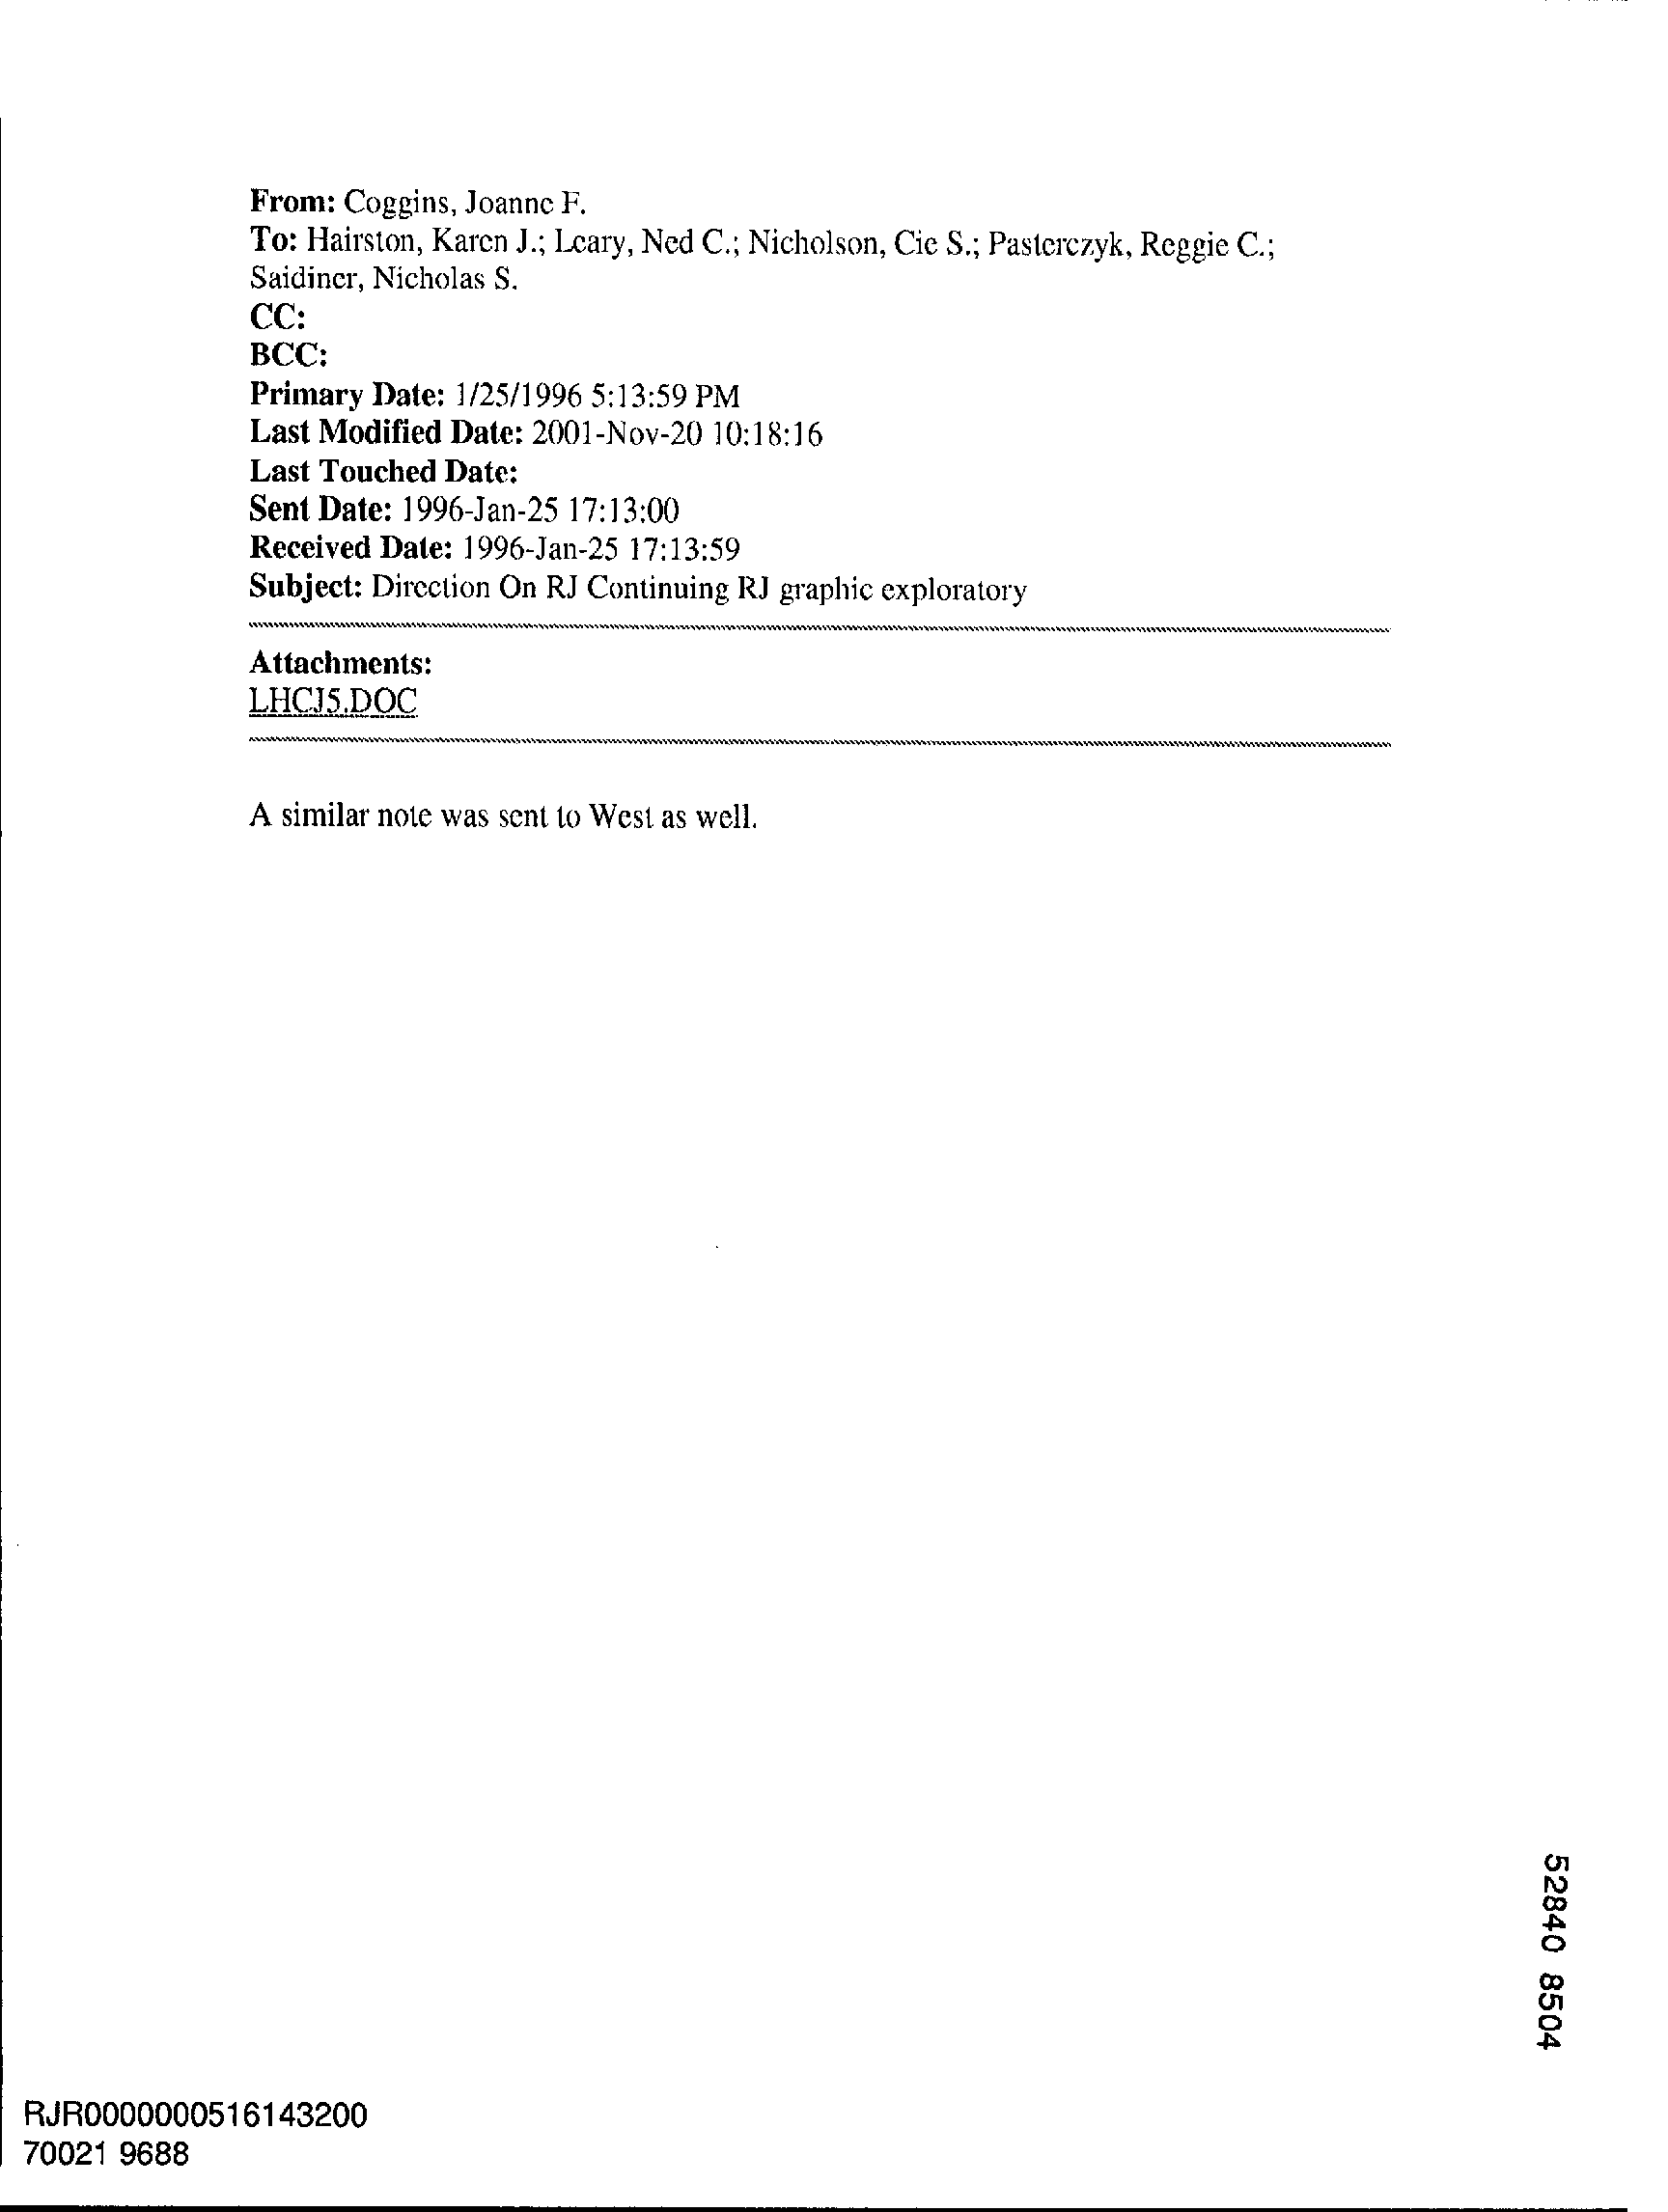 From: Coggins, Joanne F.
To: Hairston, Karen J.; Leary, Ned C.; Nicholson, Cie S.; Pasterczyk, Reggie C.;
Saidiner, Nicholas S.
CC:
BCC:
Primary Date: 1/25/1996 5:13:59 PM
Last Modified Date: 2001-Nov-20 10:18:16
Last Touched Date:
Sent Date: 1996-Jan-25 17:13:00
Received Date: 1996-Jan-25 17:13:59
Subject: Direction On RJ Continuing RJ graphic exploratory
Attachments:
LHCJ5.DOC
A similar note was sent to West as well.
52840 8504
RJR0000000516143200
70021 9688